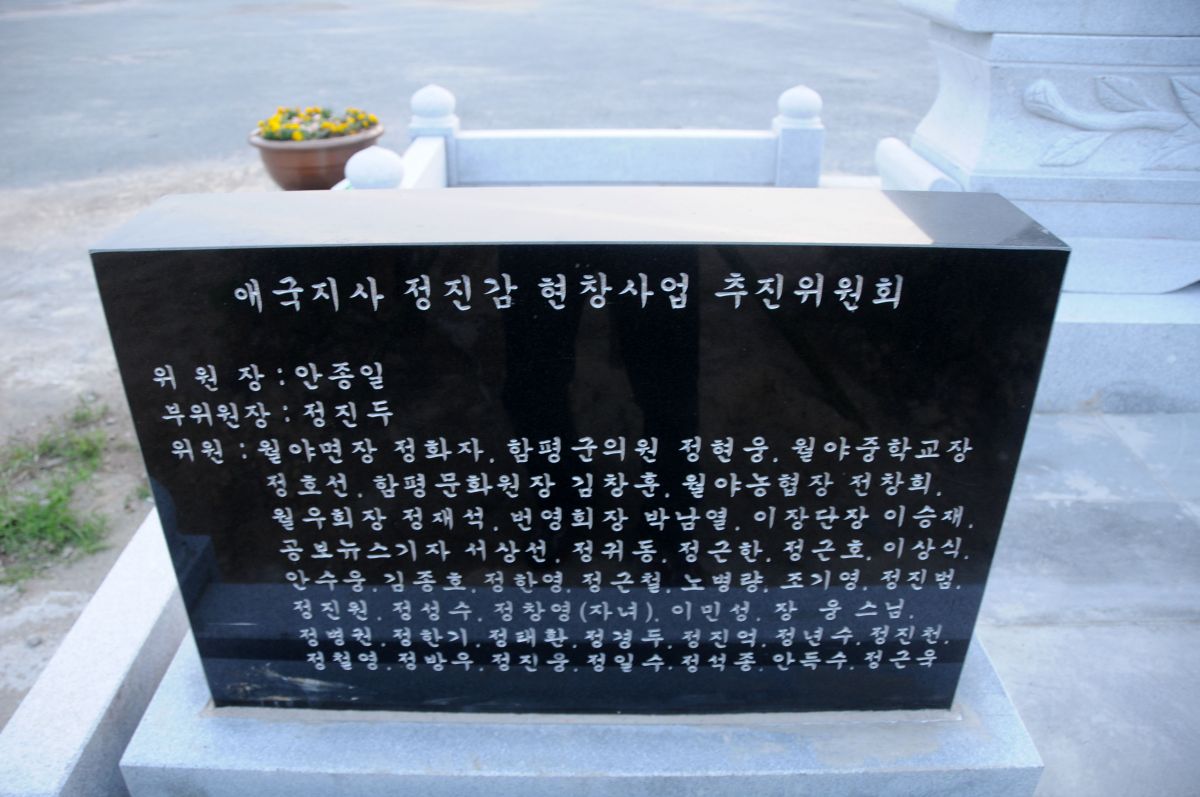 애국지사 정진감 현창사업 추진위원회
위 원 장 : 안종일
부위원장 : 정진두
위원 : 월야면장 정화자, 함평군의원 정현웅, 월야중학교장
정호선, 함평문화원장 김창훈, 월야농협장 전창희,
월우회장 정재석, 번영회장 박남열, 이장단장 이승재,
공보뉴스기자 서상선, 정귀동, 정근한, 정근호, 이상식,
안수웅, 김종호, 정한영, 정근철, 노병량, 조기영, 정진범,
정진원, 정성수, 정창영(자녀), 이민성, 장 웅스님,
정병원, 정한기, 정태환, 정경두, 정진억, 정년수, 정진천,
정철영, 정방우, 정진웅, 정일수, 정석종, 안득수, 정근욱